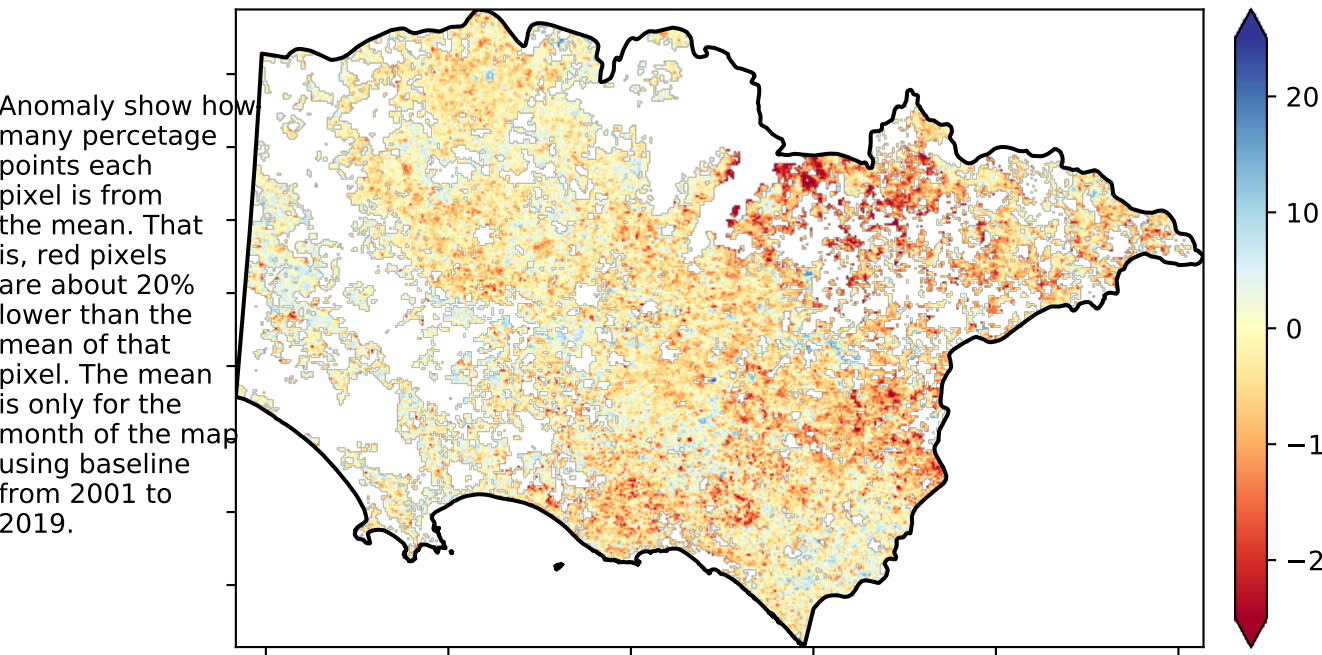 Anomaly show how
many percetage
points each
pixel is from
the mean. That
is, red pixels
are about 20%
lower than the
mean of that
pixel. The mean
is only for the
month of the map
using baseline
from 2001 to
2019.
20
10
0
−1
−2